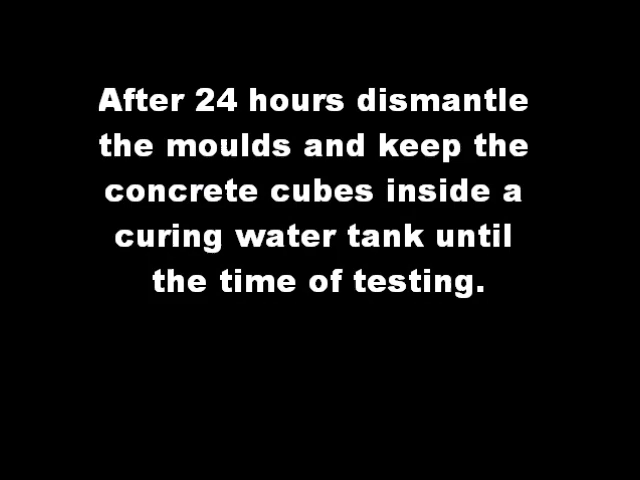 After 24 hours dismantle
the moulds and keep the
concrete cubes inside a
curing water tank until
the time of testing.